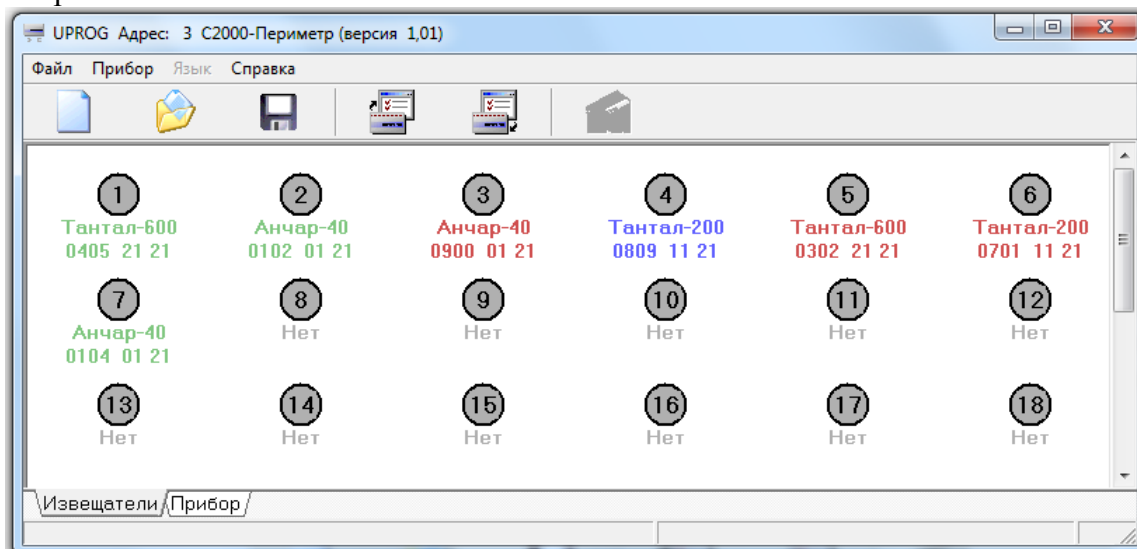 UPROG Адрес: 3 С2000-Периметр (версия 1,01)
Файл Прибор Язык Справка
1 2 3 4 5 6
Тантал-600 Анчар-40 Анчар-40 Тантал-200 Тантал-600 Тантал-200
0405 21 21 0102 01 21 0900 01 21 0809 11 21 0302 21 21 0701 11 21
7 8 9 10 11 12
Анчар-40 Нет Нет Нет Нет Нет
0104 01 21
13 14 15 16 17 18
Нет Нет Нет Нет Нет Нет
Извещатели Прибор